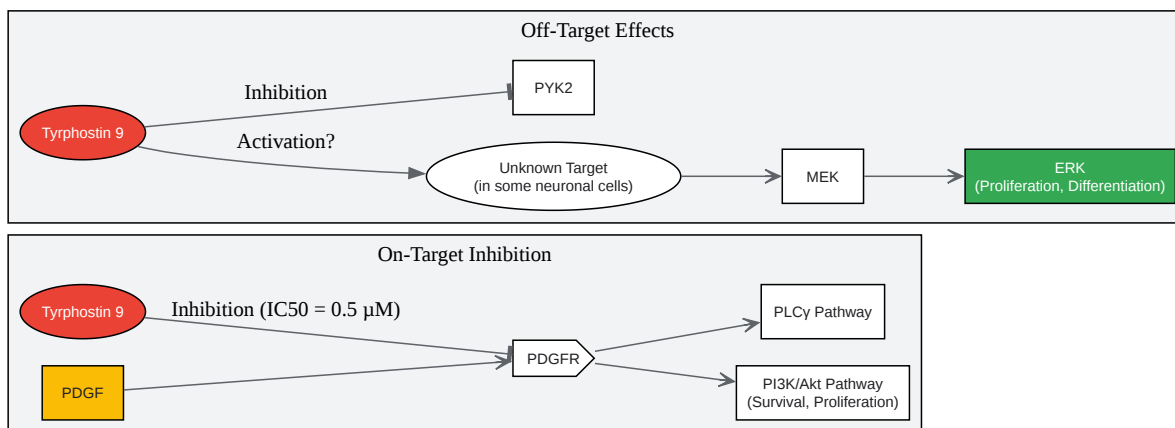 Off-Target Effects
Inhibition
PYK2
Tyrphostin 9
Activation?
Unknown Target
(in some neuronal cells)
MEK
ERK
(Proliferation, Differentiation)
On-Target Inhibition
Tyrphostin 9
Inhibition (IC50 = 0.5 µM)
PLCγ Pathway
PDGFR
PDGF
PI3K/Akt Pathway
(Survival, Proliferation)